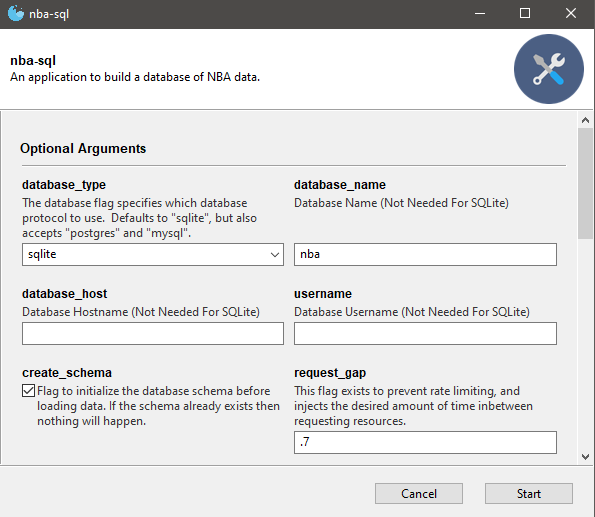 nba-sql
nba-sql
An application to build a database of NBA data.
Optional Arguments
database_type
The database flag specifies which database
protocol to use. Defaults to "sqlite", but also
accepts "postgres" and "mysql".
sqlite
database_name
Database Name (Not Needed For SQLite)
nba
database_host
Database Hostname (Not Needed For SQLite)
username
Database Username (Not Needed For SQLite)
create_schema
Flag to initialize the database schema before
loading data. If the schema already exists then
nothing will happen.
request_gap
This flag exists to prevent rate limiting, and
injects the desired amount of time inbetween
requesting resources.
.7
Cancel
Start